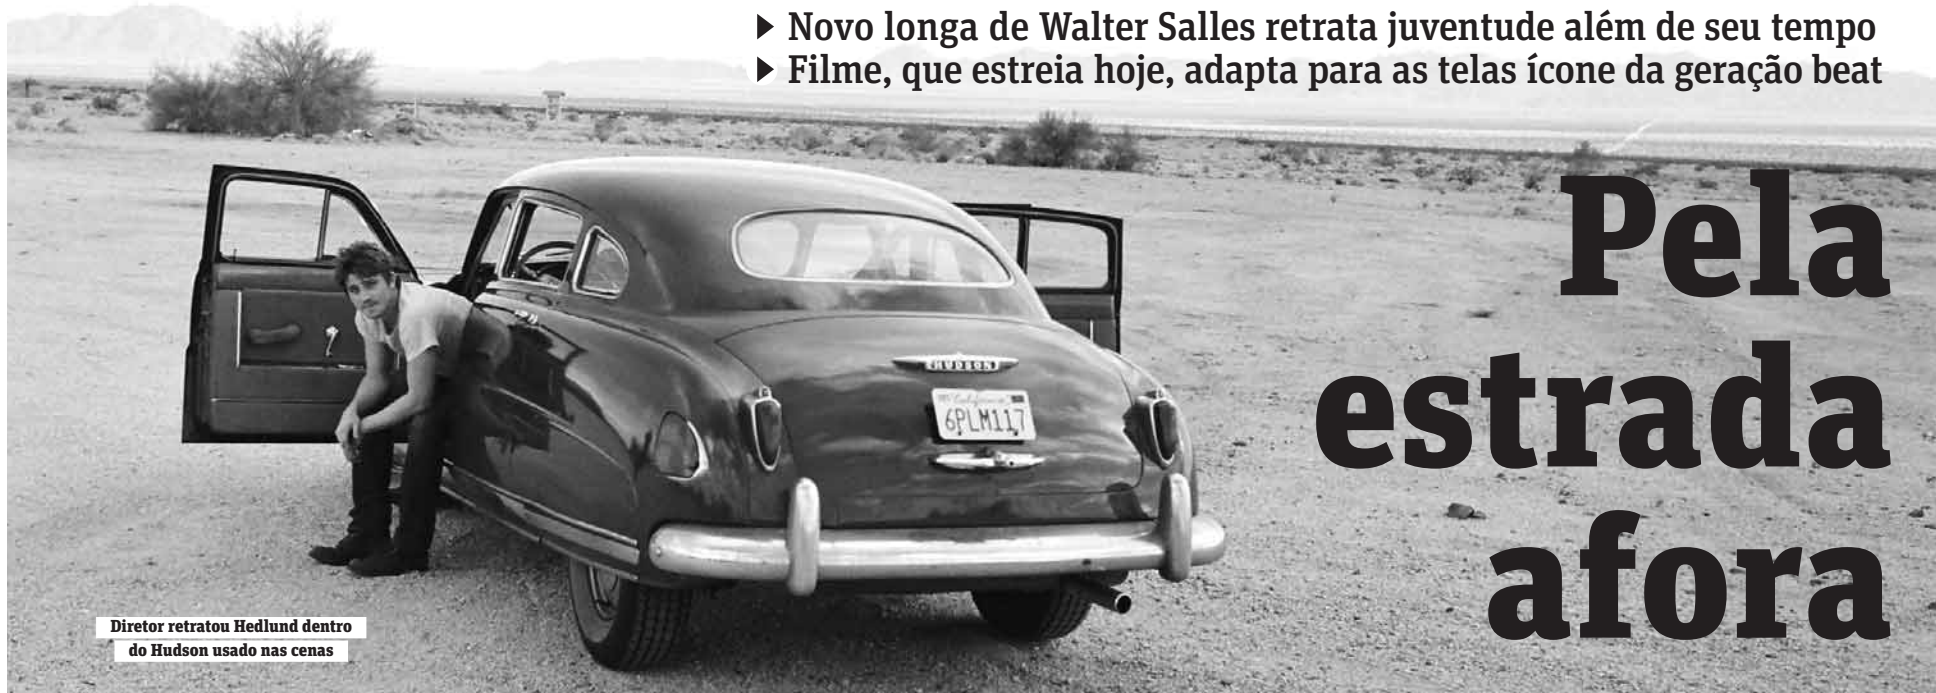 ▶ Novo longa de Walter Salles retrata juventude além de seu tempo
▶ Filme, que estreia hoje, adapta para as telas ícone da geração beat
Pela
estrada
afora
HUDSON
California
6PLM117
Diretor retratou Hedlund dentro
do Hudson usado nas cenas